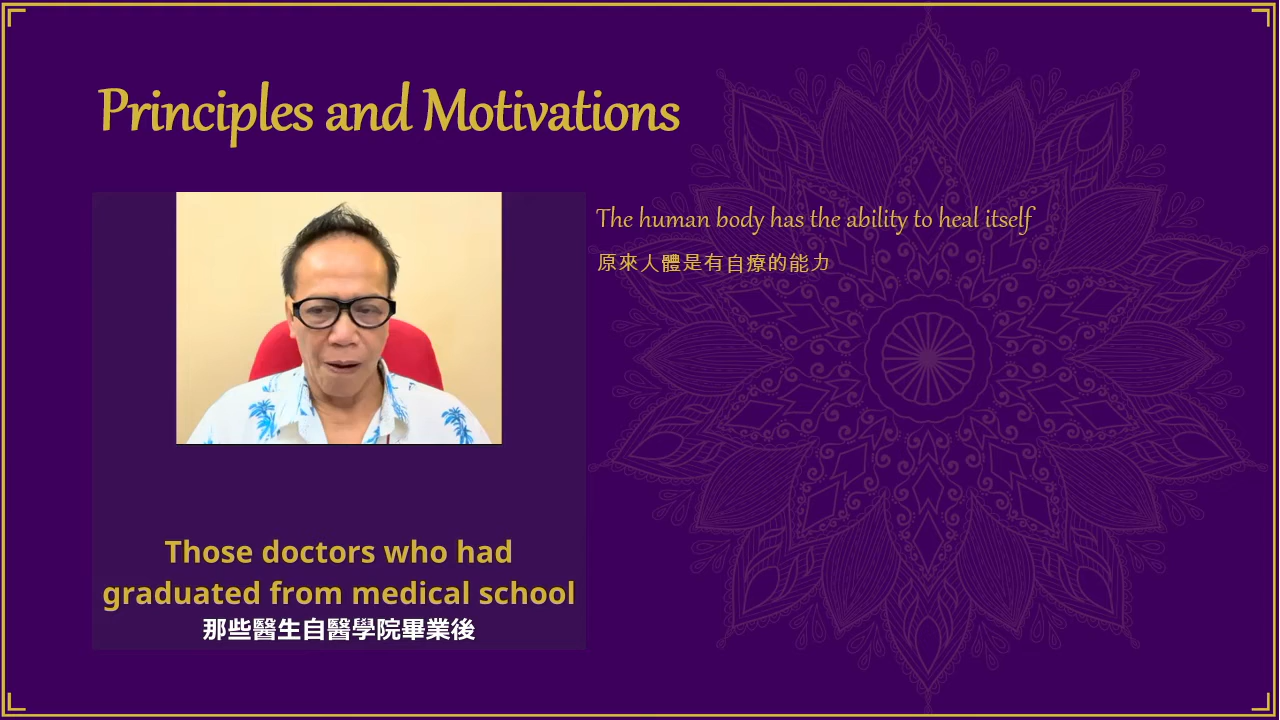 Principles and Motivations
The human body has the ability to heal itself
原來人體是有自療的能力
Those doctors who had
graduated from medical school
那些醫生自醫學院畢業後